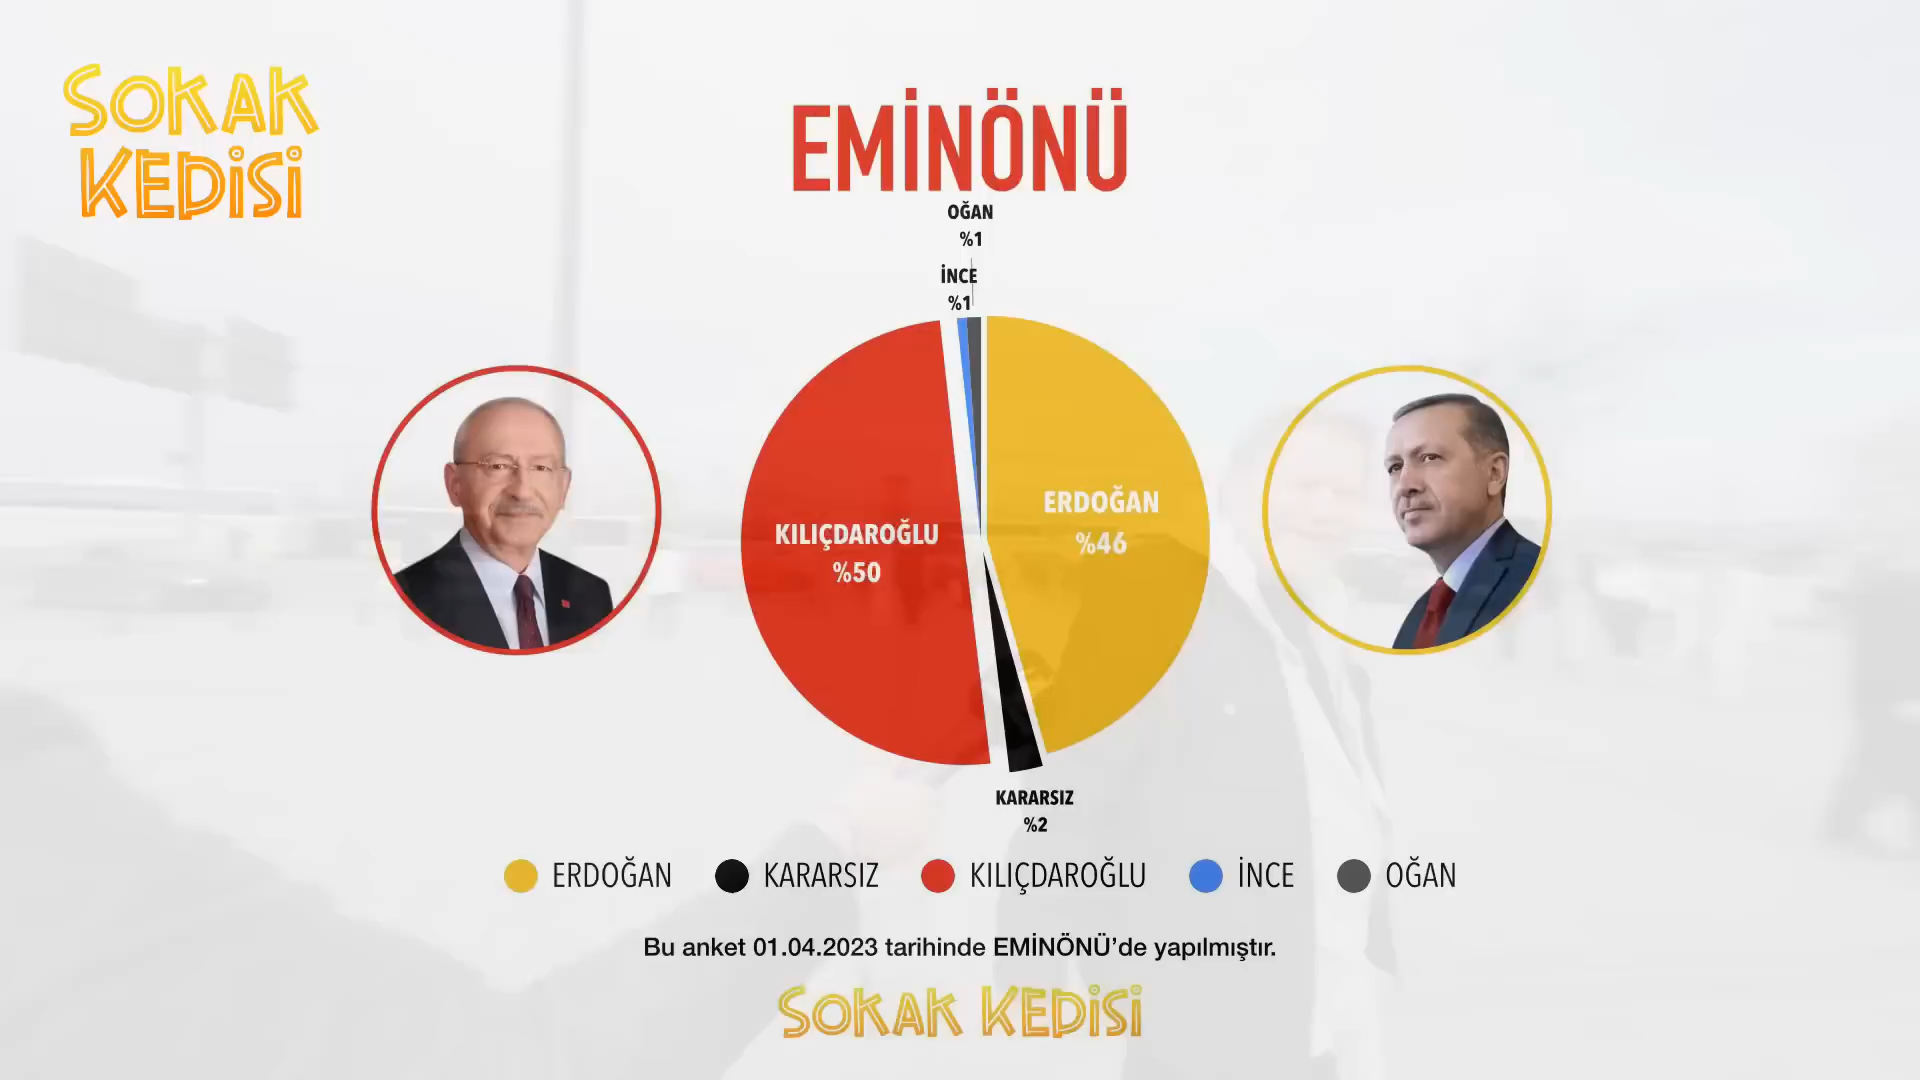 SOKAK
KEDİSİ
EMİNÖNÜ
OĞAN
%1
İNCE
%1
KILIÇDAROĞLU
%50
ERDOĞAN
%46
KARARSIZ
%2
ERDOĞAN KARARSIZ KILIÇDAROĞLU İNCE OĞAN
Bu anket 01.04.2023 tarihinde EMİNÖNÜ’de yapılmıştır.
SOKAK KEDİSİ